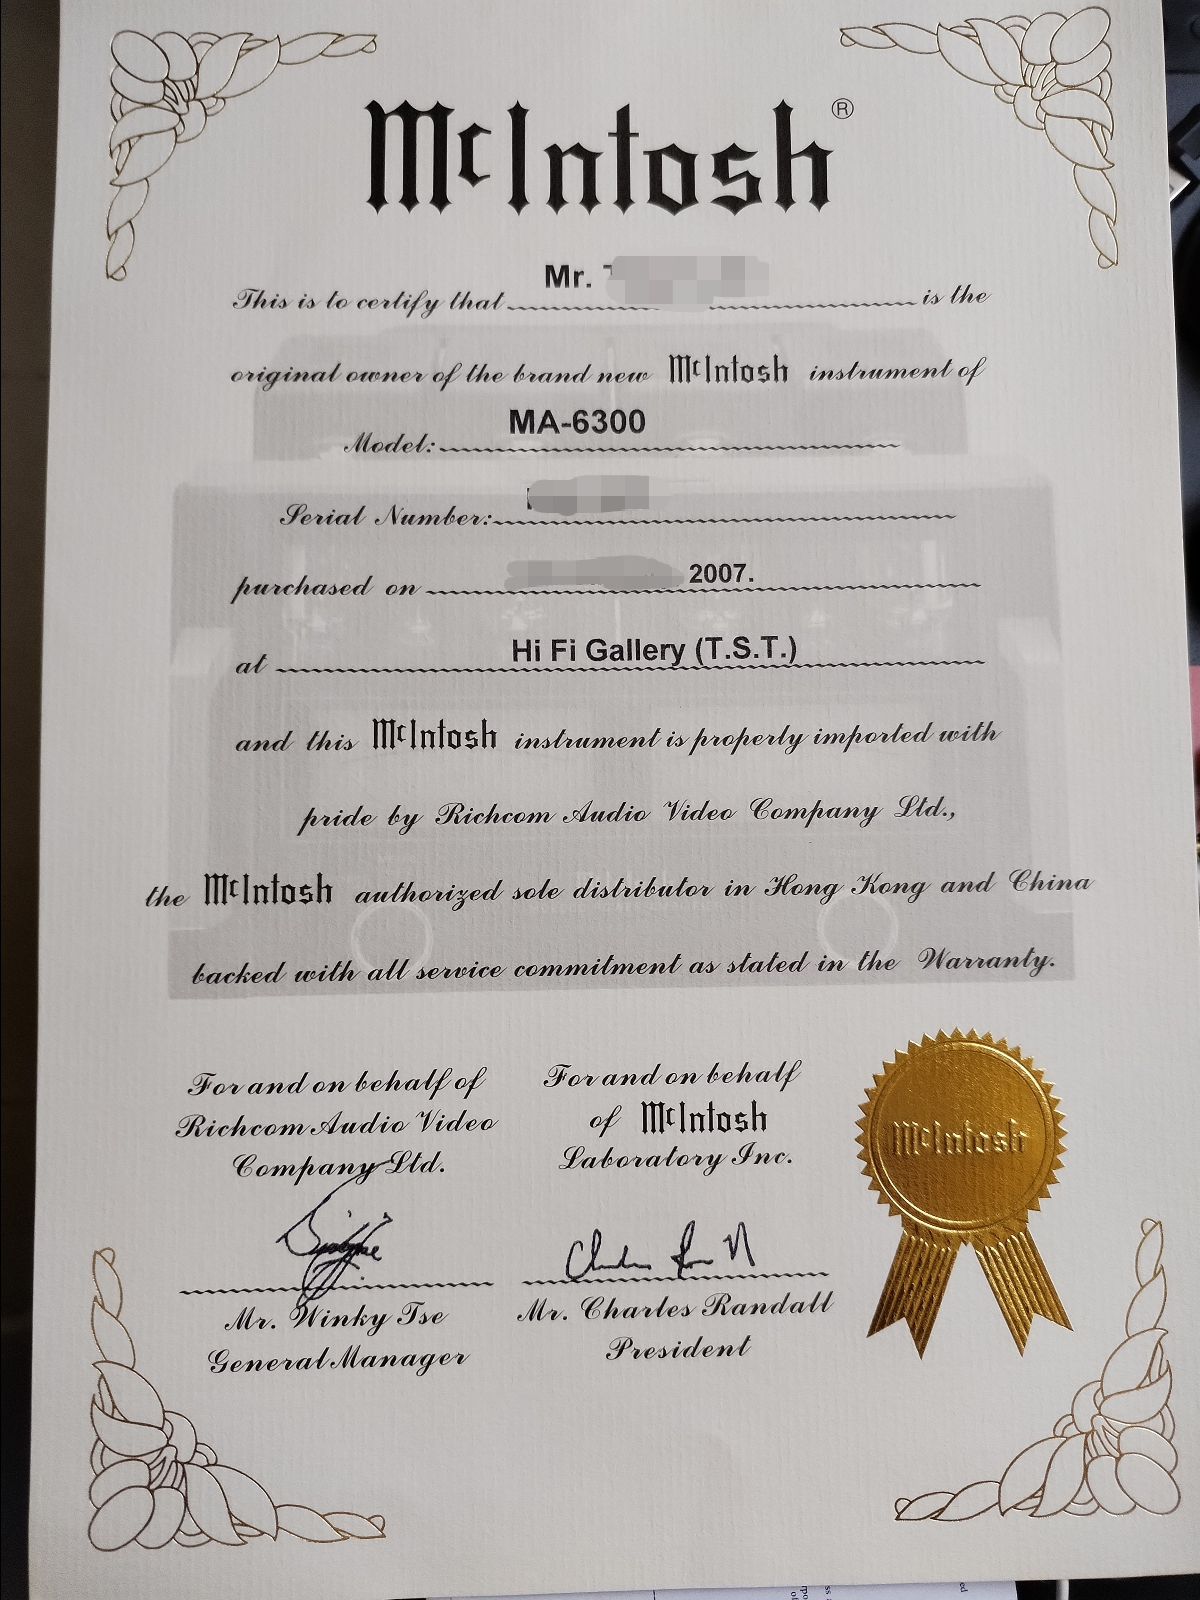 McIntosh®
Mr.
This is to certify that is the
original owner of the brand new McIntosh instrument of
MA-6300
Model:
Serial Number:
purchased on 2007.
at Hi Fi Gallery (T.S.T.)
and this McIntosh instrument is properly imported with
pride by Richcom Audio Video Company Ltd.,
the McIntosh authorized sole distributor in Hong Kong and China
backed with all service commitment as stated in the Warranty.
For and on behalf of
Richcom Audio Video
Company Ltd.
Mr. Winky Tse
General Manager
For and on behalf
of McIntosh
Laboratory Inc.
Mr. Charles Randall
President
McIntosh